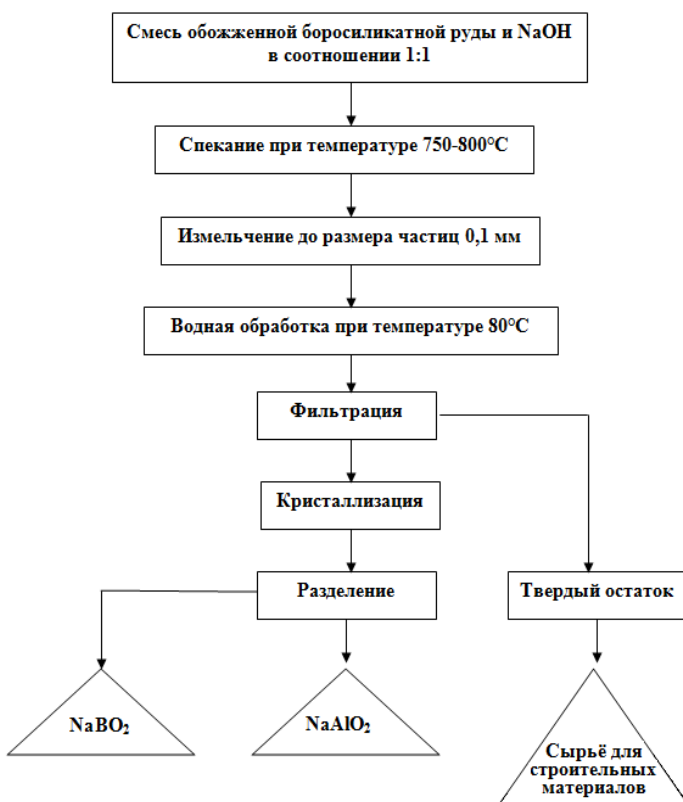 Смесь обожженной боросиликатной руды и NaOH
в соотношении 1:1
Спекание при температуре 750-800°С
Измельчение до размера частиц 0,1 мм
Водная обработка при температуре 80°С
Фильтрация
Кристаллизация
Разделение
Твердый остаток
NaBO₂
NaAlO₂
Сырьё для
строительных
материалов